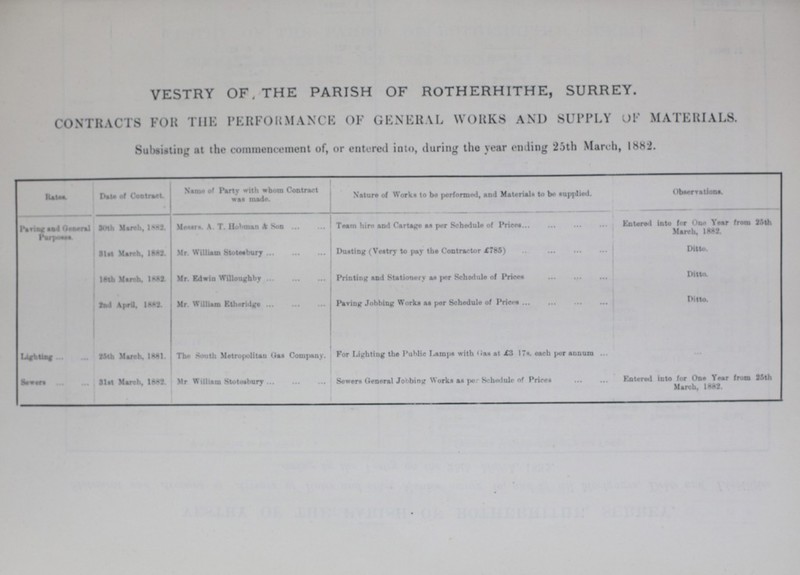 VESTRY OF THE PARISH OF ROTHERHITHE, SURREY.
CONTRACTS FOR THE PERFORMANCE OF GENERAL WORKS AND SUPPLY OF MATERIALS.
Subsisting at the commencement of, or entered into, during the year ending 25th March, 1882.
Rates. Date of Contract. Name of Party with whom Contract was made. Nature of Works to be performed, and Materials to be supplied. Observations.
Paving and General Purposes. 30th March, 1882. Messrs. A. T. Hobman & Son ... ... Team hire and Cartage as per Schedule of Prices... ... ... ... Entered into for One Year from 25th March, 1882.
31st March, 1882. Mr. William Stotesbury ... ... ... Dusting (Vestry to pay the Contractor £785) ... ... ... ... Ditto.
18th March, 1882. Mr. Edwin Willoughby ... ... ... Printing and Stationery as per Schedule of Prices ... ... ... Ditto.
2nd April, 1882. Mr. William Etheridge ... ... ... Paving Jobbing Works as per Schedule of Prices ... ... ... ... Ditto.
Lighting ... ... 25th March, 1881. The South Metropolitan Gas Company. For Lighting the Public Lamps with Gas at £3 17s. each per annum ... ...
Sewers ... ... 31st March, 1882. Mr William Stotesbury ... ... ... Sewers General Jobbing Works as per Schedule of Prices ... ... Entered into for One Year from 25th March, 1882.